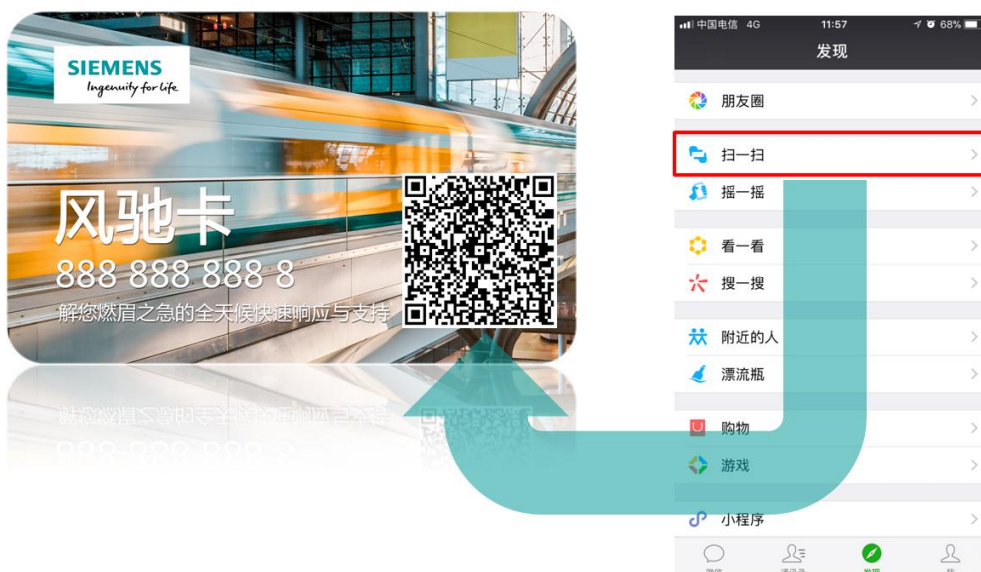 SIEMENS
Ingenuity for life
风驰卡
888 888 888 8
解您燃眉之急的全天候快速响应与支持
中国电信 4G 11:57 68%
发现
朋友圈
扫一扫
摇一摇
看一看
搜一搜
附近的人
漂流瓶
购物
游戏
小程序